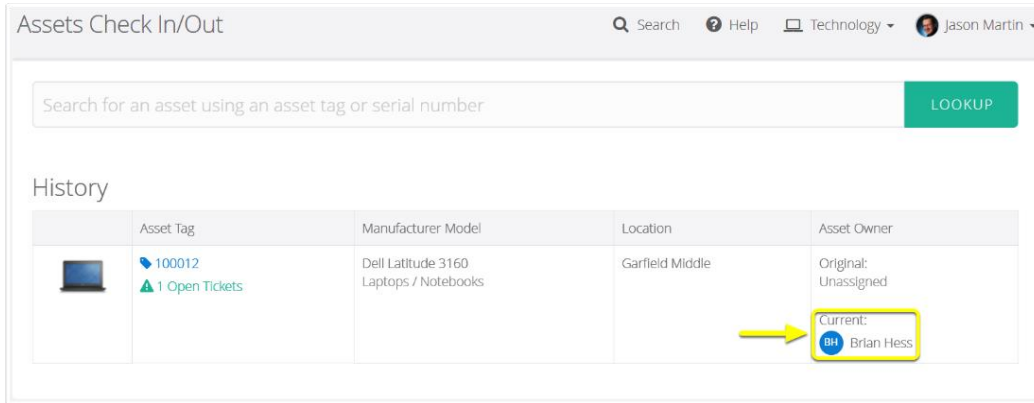 Assets Check In/Out
Search
Help
Technology
Jason Martin
Search for an asset using an asset tag or serial number
LOOKUP
History
Asset Tag
Manufacturer Model
Location
Asset Owner
100012
1 Open Tickets
Dell Latitude 3160
Laptops / Notebooks
Garfield Middle
Original:
Unassigned
Current:
BH Brian Hess